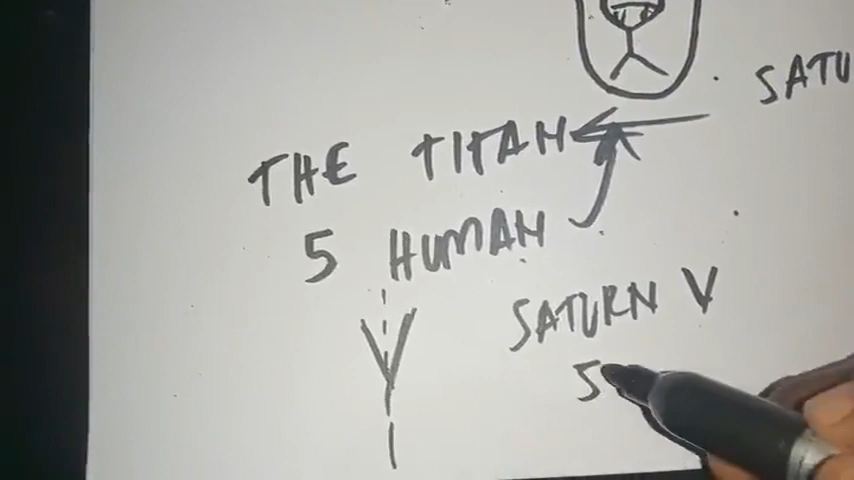 SATU
THE TITAN
5 HUMAN
SATURN V
5
Y